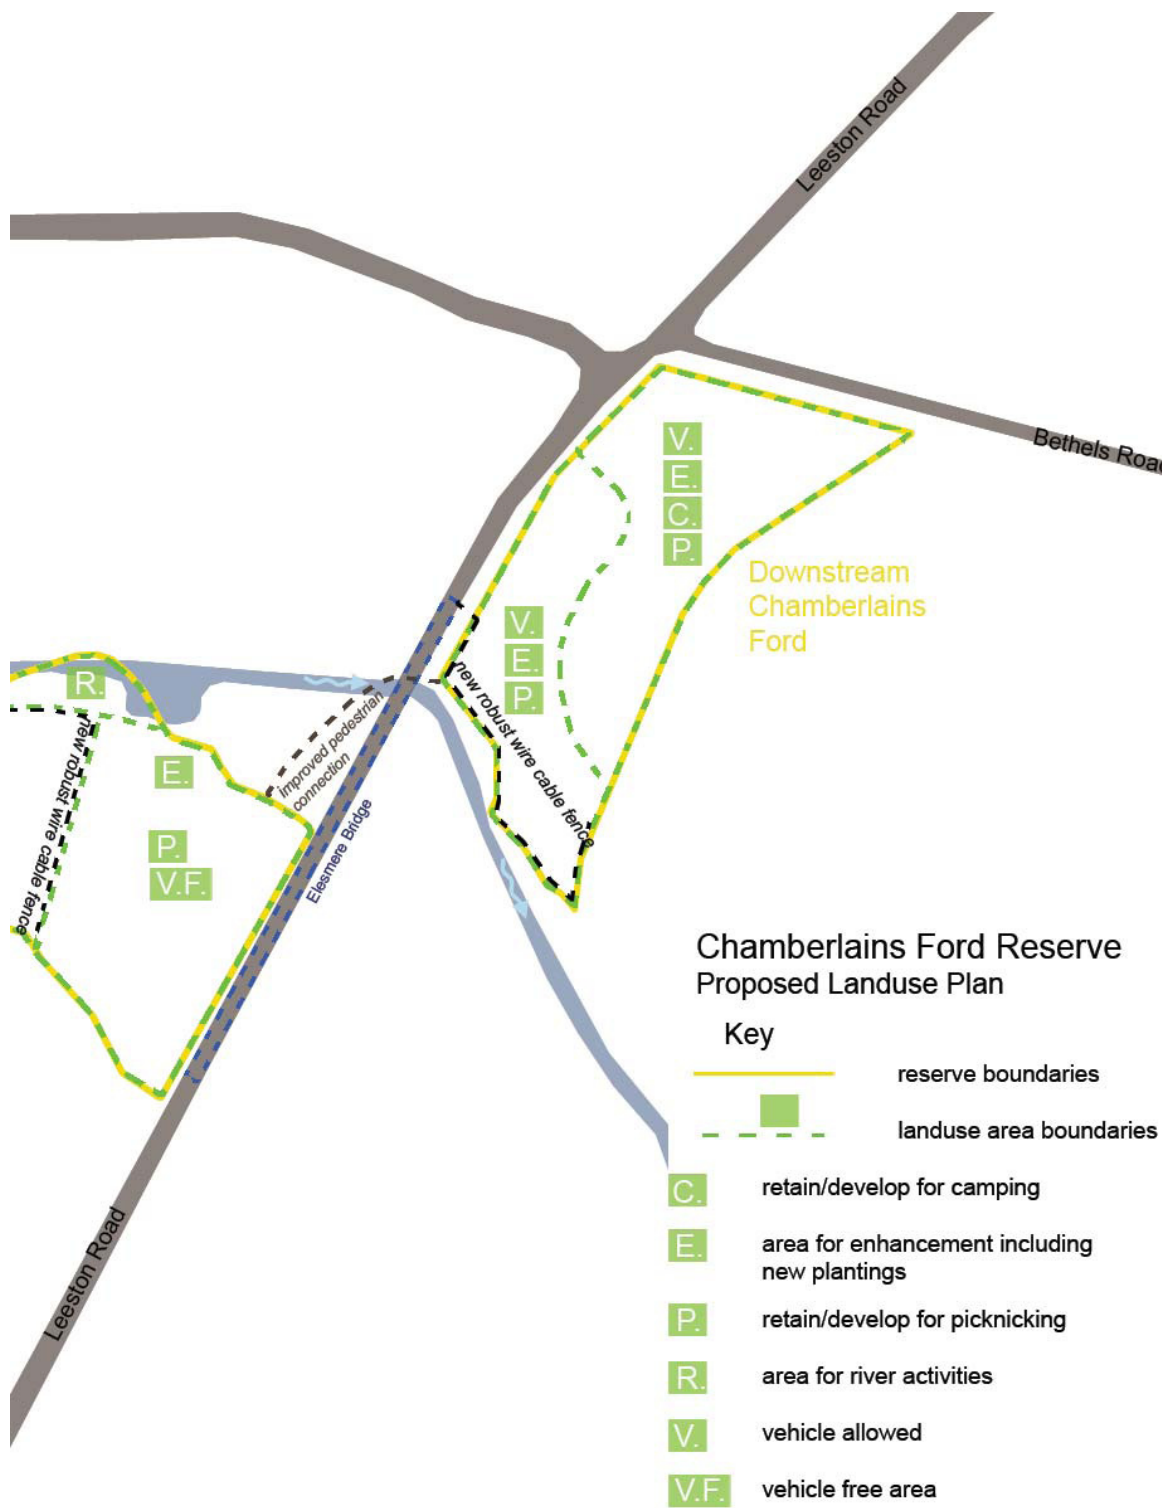 Leeston Road
Bethels Road
V.
E.
C.
P.
Downstream
Chamberlains
Ford
V.
E.
P.
new robust wire cable fence
R.
improved pedestrian
connection
new robust wire cable fence
E.
P.
V.F.
Elesmere Bridge
Leeston Road
Chamberlains Ford Reserve
Proposed Landuse Plan
Key
reserve boundaries
landuse area boundaries
C. retain/develop for camping
E. area for enhancement including
new plantings
P. retain/develop for picknicking
R. area for river activities
V. vehicle allowed
V.F. vehicle free area